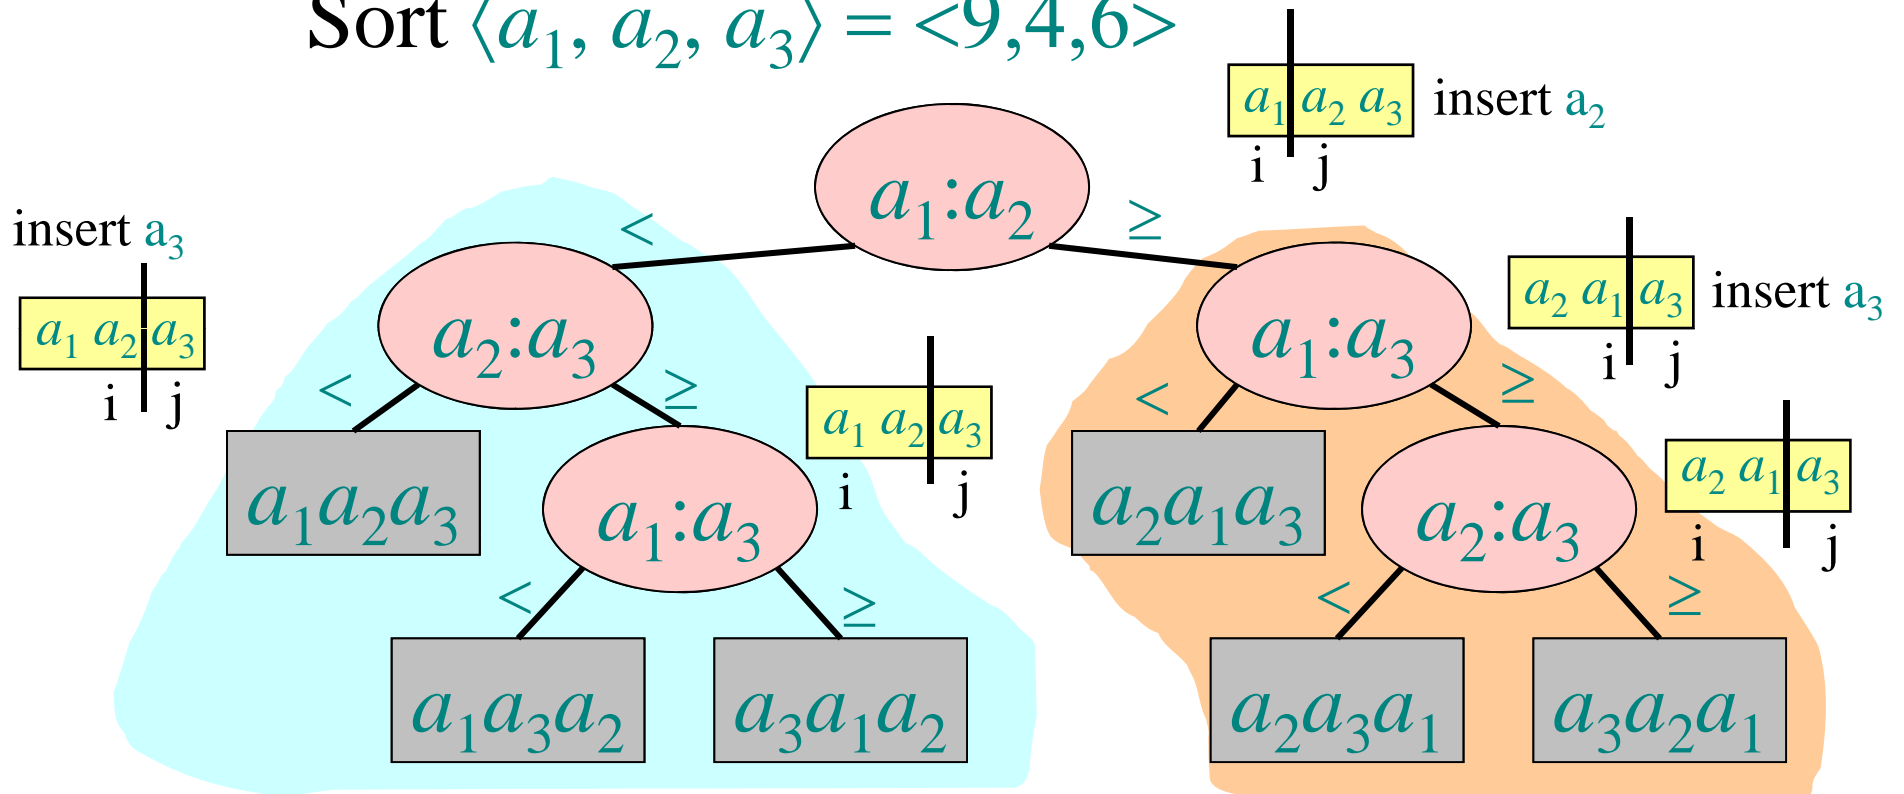 Sort ⟨a₁, a₂, a₃⟩ = <9,4,6>
a₁ a₂ a₃ insert a₂
i j
a₁:a₂
< ≥
insert a₃
a₁ a₂ a₃
i j
a₂:a₃
< ≥
a₁ a₂ a₃
i j
a₁:a₃
< ≥
a₂ a₁ a₃ insert a₃
i j
a₂ a₁ a₃
i j
a₁a₂a₃
a₁:a₃
< ≥
a₂a₁a₃
a₂:a₃
< ≥
a₁a₃a₂
a₃a₁a₂
a₂a₃a₁
a₃a₂a₁